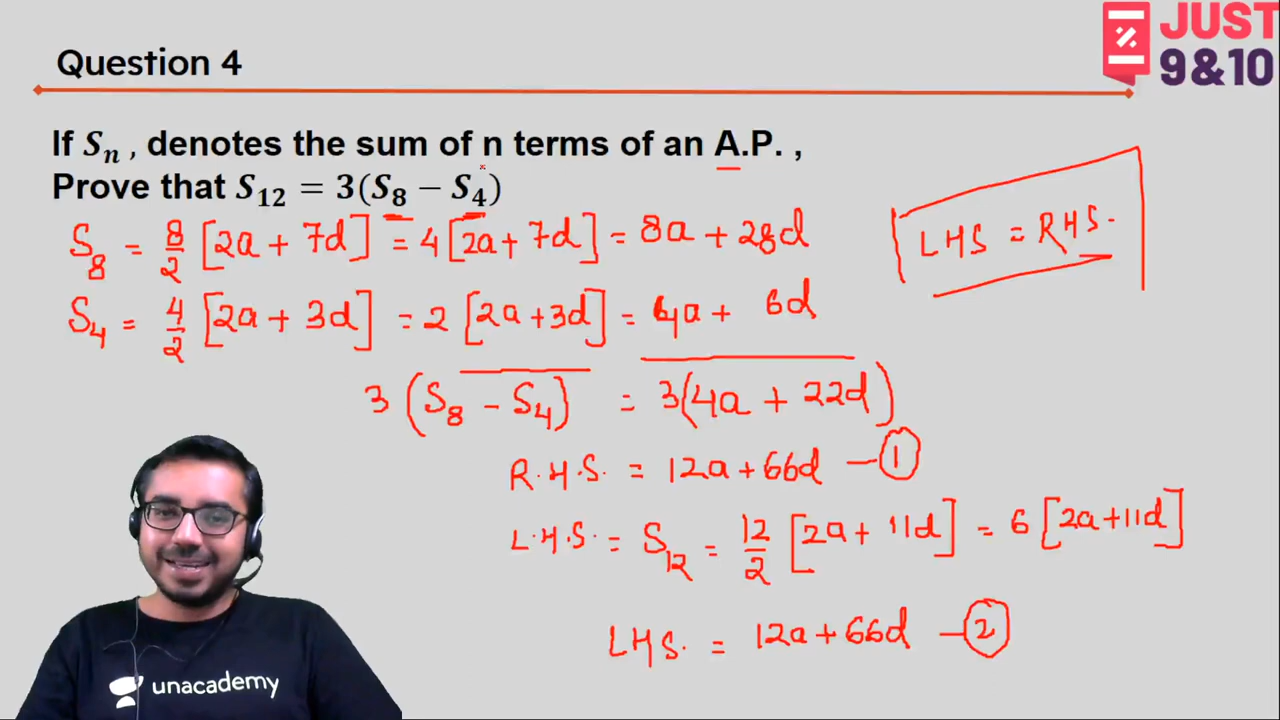 JUST
9&10
Question 4
If Sₙ , denotes the sum of n terms of an A.P. ,
Prove that S₁₂ = 3(S₈ − S₄)
S₈ = 8/2 [2a + 7d] = 4 [2a + 7d] = 8a + 28d
LHS = RHS.
S₄ = 4/2 [2a + 3d] = 2 [2a + 3d] = 4a + 6d
3 (S₈ − S₄) = 3(4a + 22d)
R.H.S. = 12a + 66d — ①
L.H.S. = S₁₂ = 12/2 [2a + 11d] = 6 [2a + 11d]
LHS. = 12a + 66d — ②
unacademy